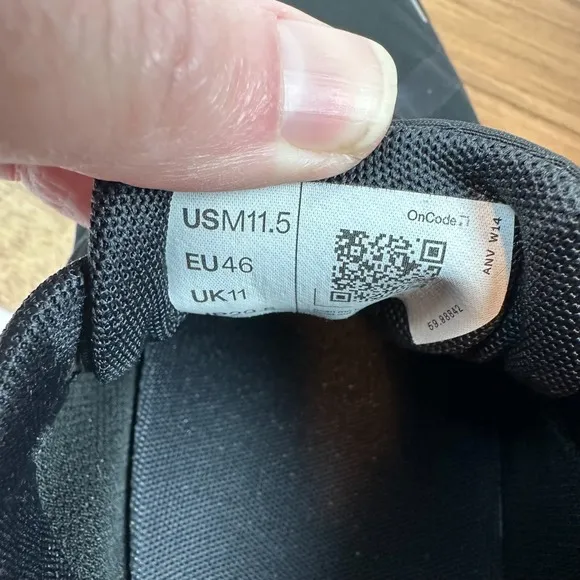 USM11.5
EU46
UK11
OnCode
ANV W14
59.98842